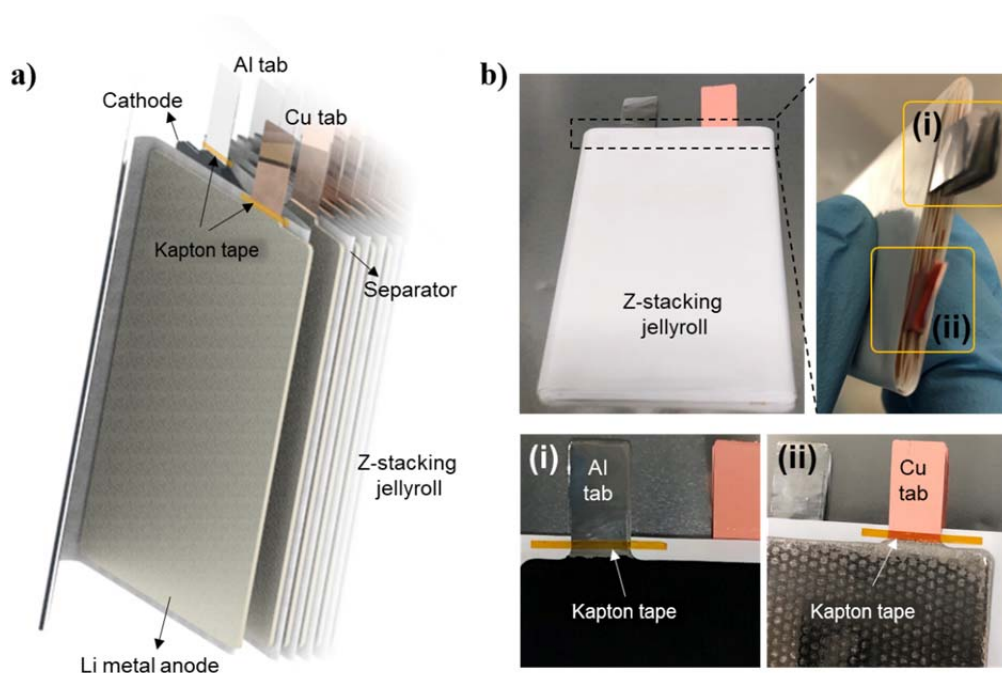 a)
Al tab
Cathode
Cu tab
Kapton tape
Separator
Z-stacking
jellyroll
Li metal anode
b)
Z-stacking
jellyroll
(i)
(ii)
(i)
Al
tab
Kapton tape
(ii)
Cu
tab
Kapton tape